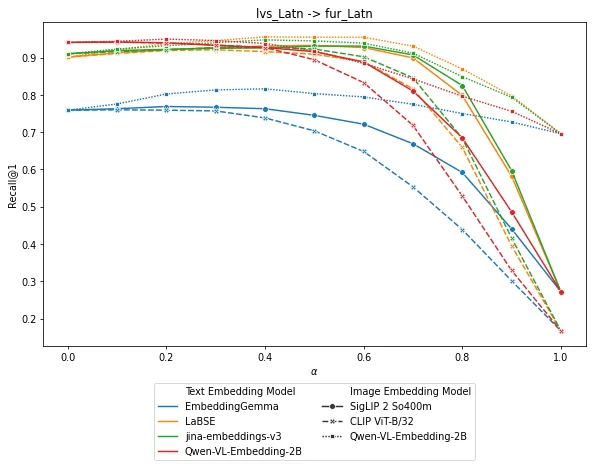 lvs_Latn -> fur_Latn
Recall@1
0.9
0.8
0.7
0.6
0.5
0.4
0.3
0.2
0.0 0.2 0.4 0.6 0.8 1.0
α
Text Embedding Model Image Embedding Model
EmbeddingGemma SigLIP 2 So400m
LaBSE CLIP ViT-B/32
jina-embeddings-v3 Qwen-VL-Embedding-2B
Qwen-VL-Embedding-2B